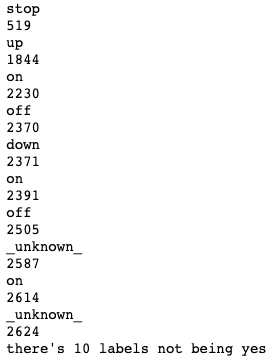 stop
519
up
1844
on
2230
off
2370
down
2371
on
2391
off
2505
_unknown_
2587
on
2614
_unknown_
2624
there's 10 labels not being yes